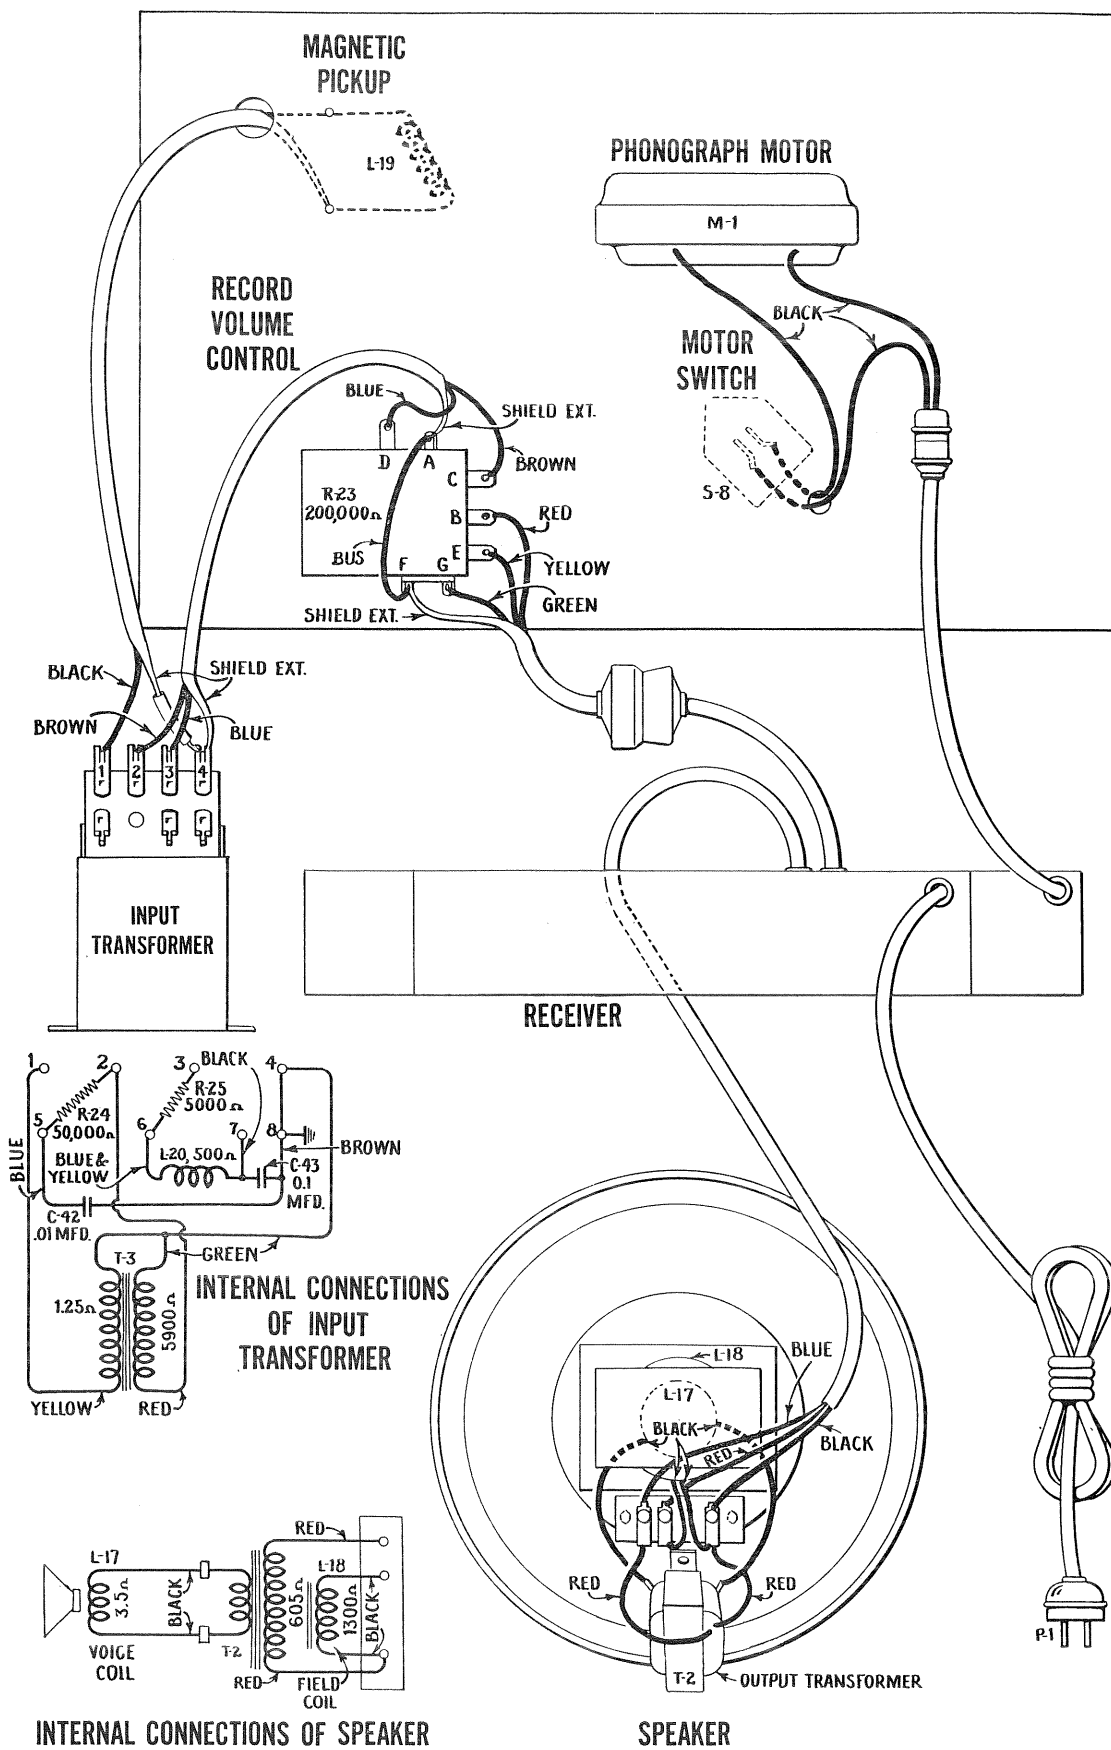 MAGNETIC
PICKUP
L-19
PHONOGRAPH MOTOR
M-1
BLACK
MOTOR
SWITCH
S-8
RECORD
VOLUME
CONTROL
BLUE
SHIELD EXT.
BROWN
D
A
C
R-23
200,000Ω
B
RED
BUS
E
YELLOW
F
G
GREEN
SHIELD EXT.
BLACK
SHIELD EXT.
BROWN
BLUE
1
2
3
4
r
r
r
r
r
r
r
INPUT
TRANSFORMER
RECEIVER
1
2
3
BLACK
4
R-25
5000Ω
5
R-24
50,000Ω
6
7
8
BROWN
BLUE
BLUE &
YELLOW
L-20, 500Ω
C-43
0.1
MFD.
C-42
.01 MFD.
GREEN
T-3
1.25Ω
5900Ω
YELLOW
RED
INTERNAL CONNECTIONS
OF INPUT
TRANSFORMER
L-18
BLUE
L-17
BLACK
RED
BLACK
RED
RED
T-2
OUTPUT TRANSFORMER
P-1
RED
L-17
3.5Ω
BLACK
L-18
605Ω
1300Ω
BLACK
VOICE
COIL
T-2
RED
FIELD
COIL
INTERNAL CONNECTIONS OF SPEAKER
SPEAKER